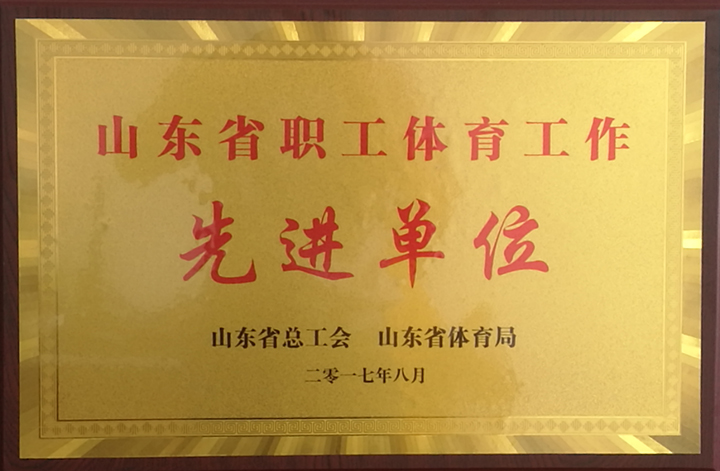 山东省职工体育工作
先进单位
山东省总工会 山东省体育局
二零一七年八月